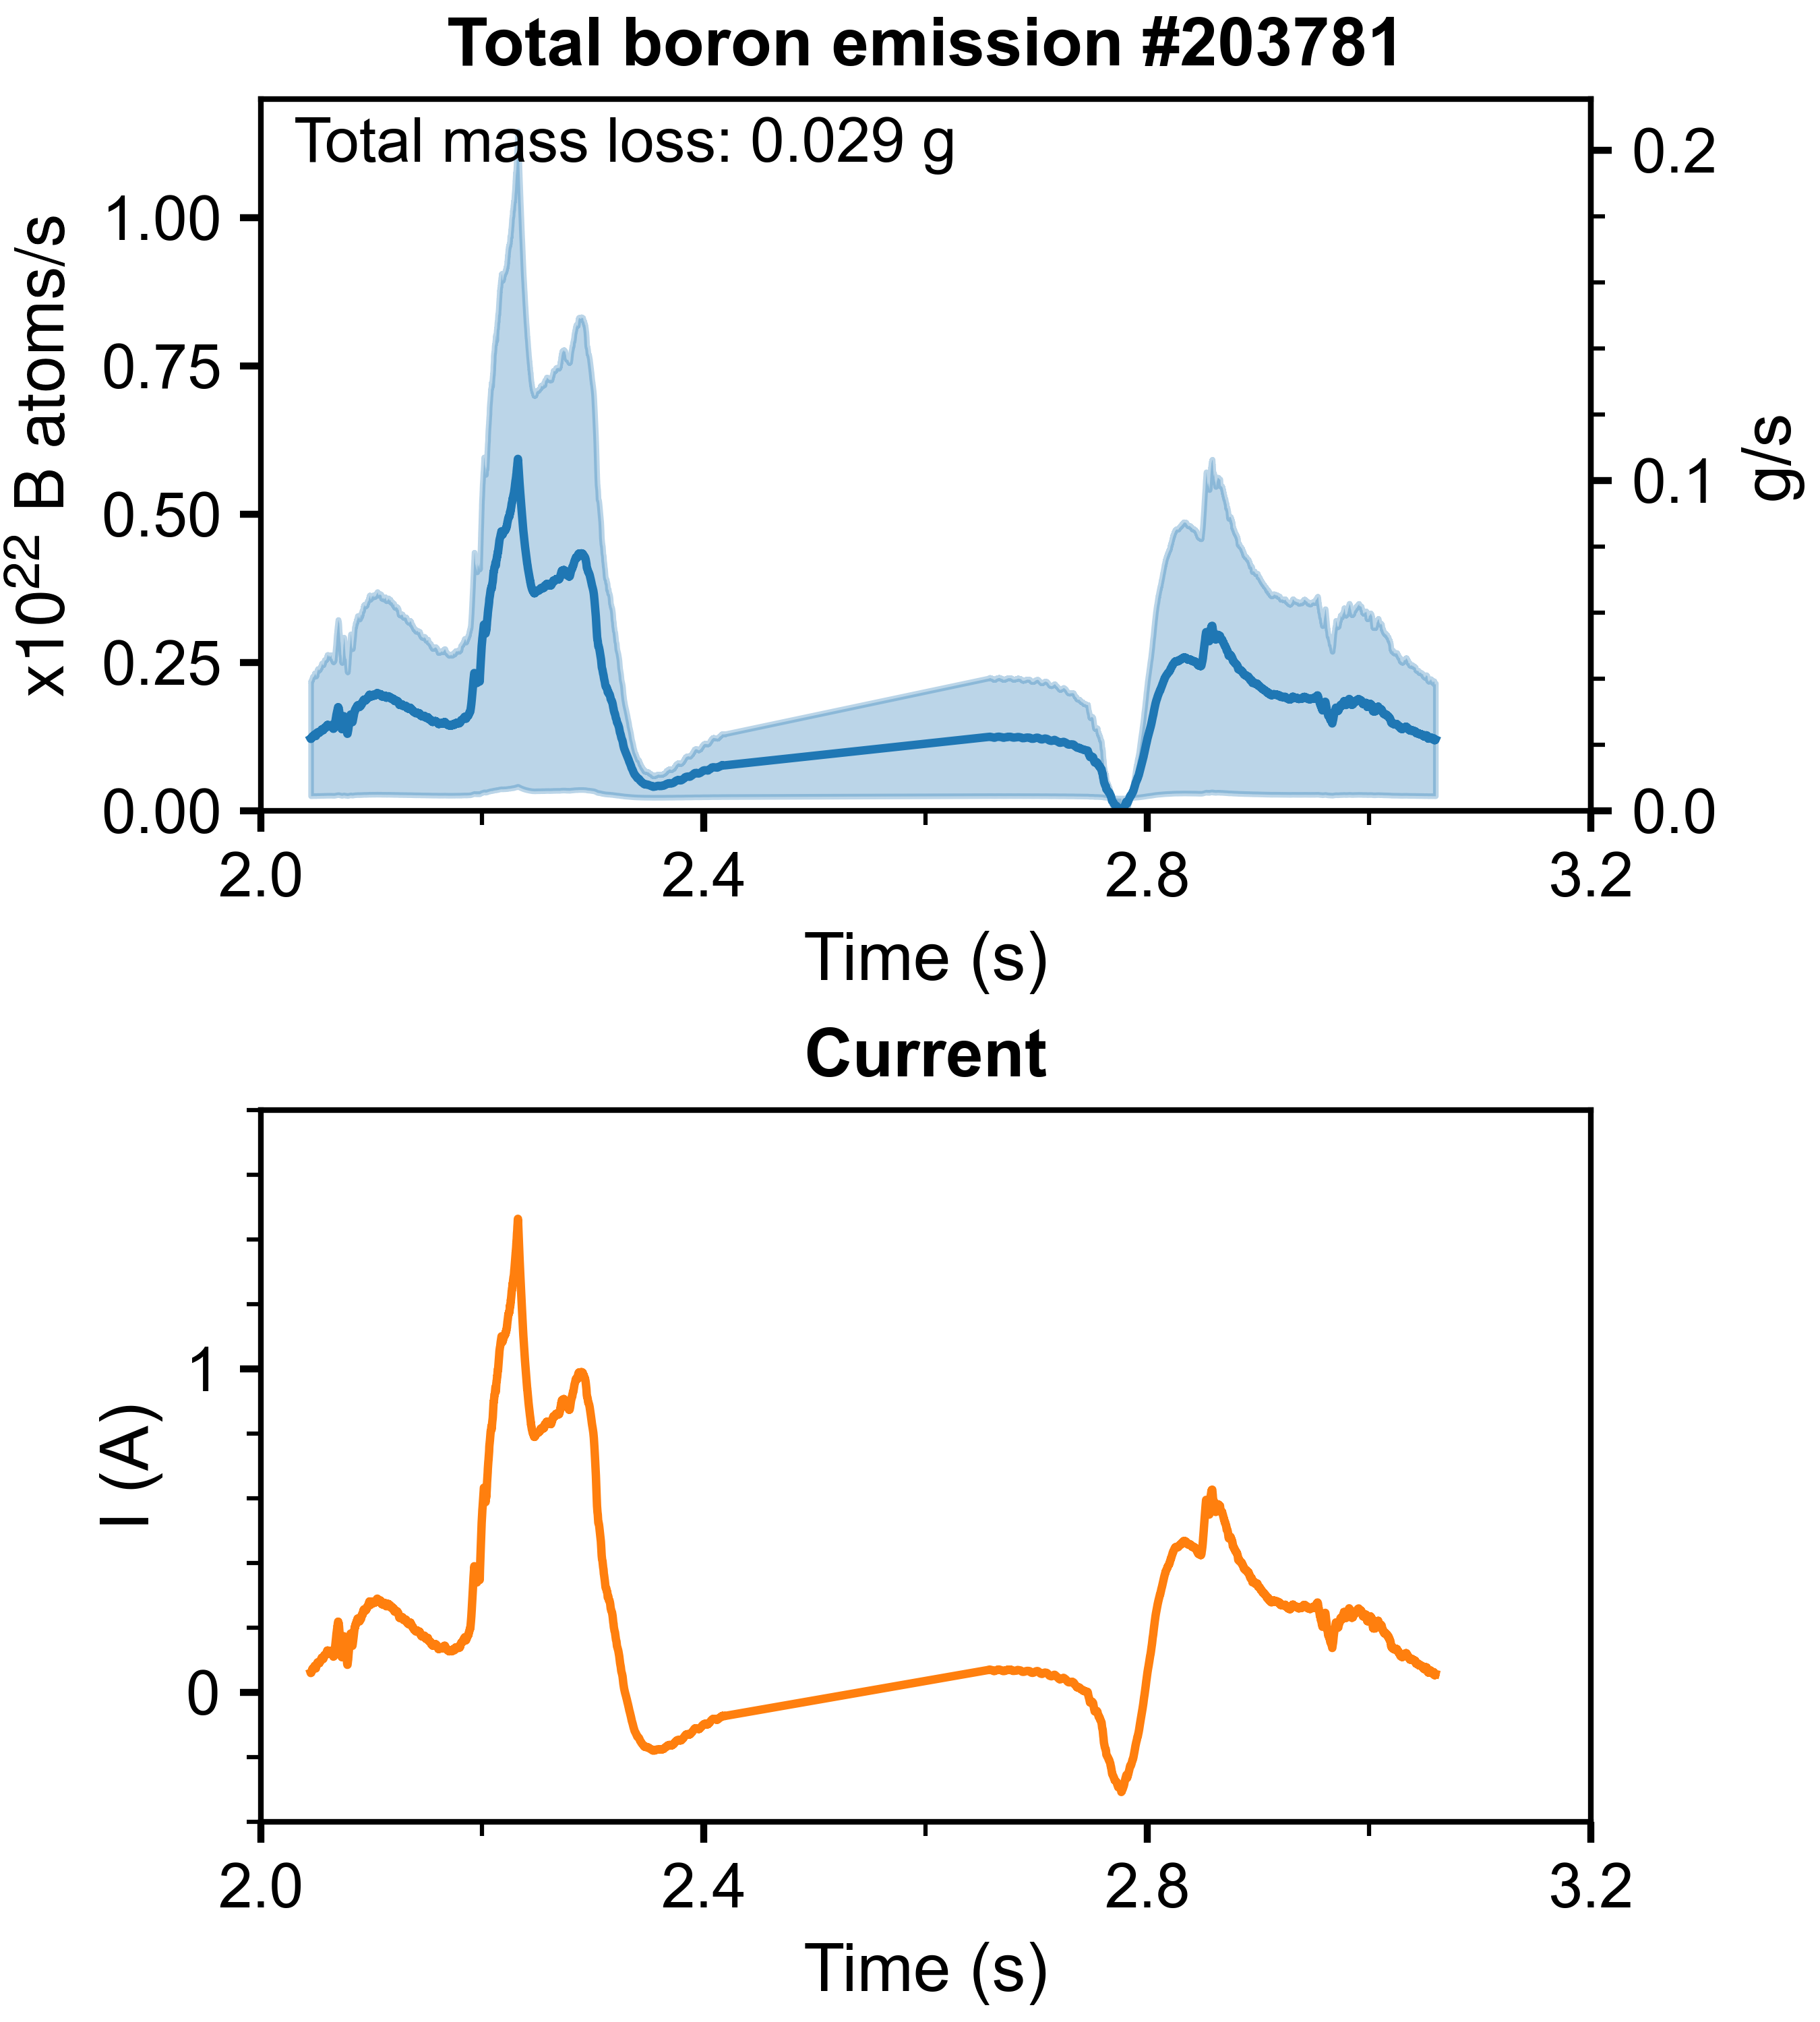 Total boron emission #203781
Total mass loss: 0.029 g
x10²² B atoms/s
1.00
0.75
0.50
0.25
0.00
0.2
0.1
0.0
g/s
2.0 2.4 2.8 3.2
Time (s)
Current
I (A)
1
0
2.0 2.4 2.8 3.2
Time (s)